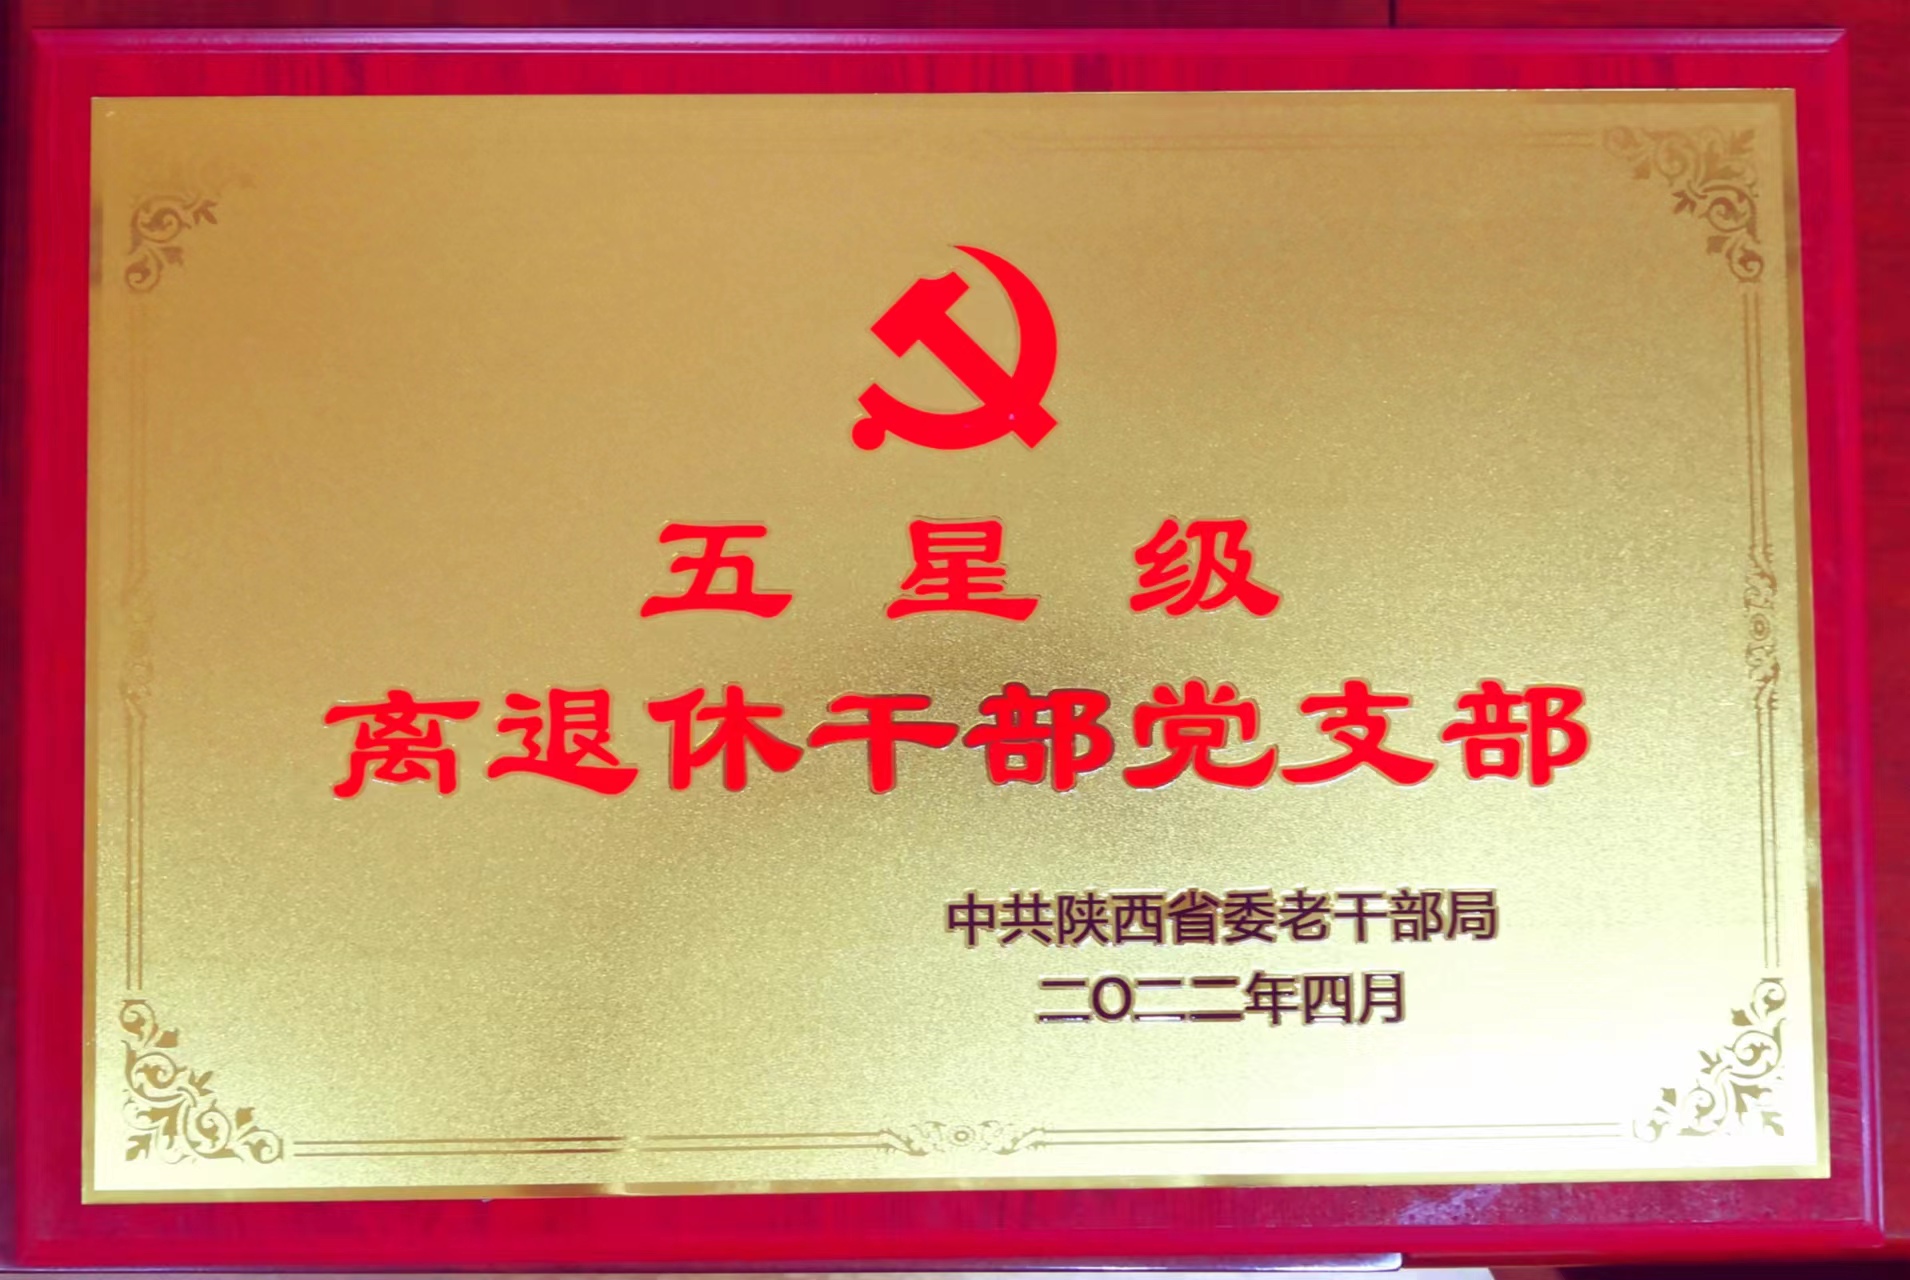 五星级
离退休干部党支部
中共陕西省委老干部局
二〇二二年四月